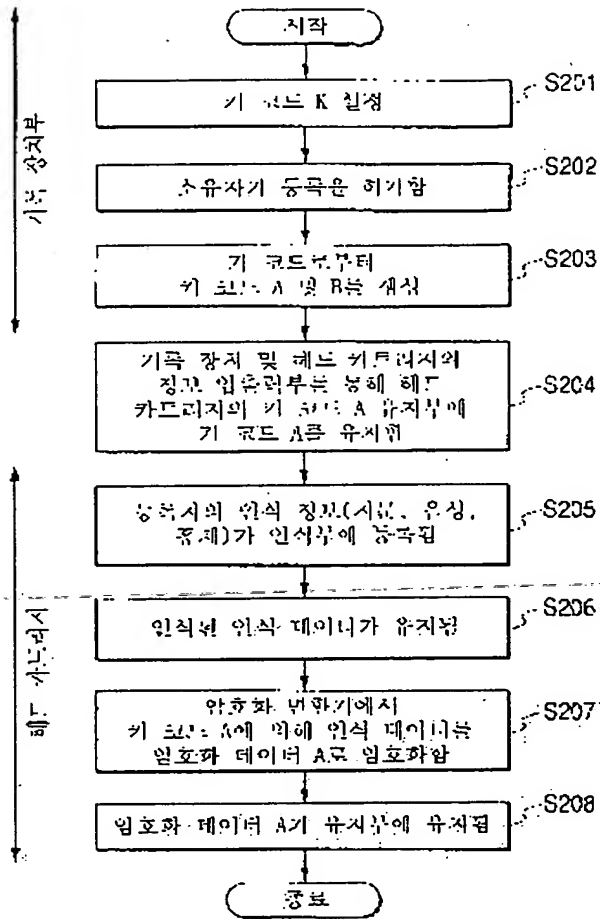 시작
키 코드 K 설정
S201
소유자가 등록을 허가함
S202
키 코드로부터
키 코드 A 및 B를 생성
S203
기록 장치 및 헤드 카트리지의
정보 입출력부를 통해 헤드
카트리지의 키 코드 A 유지부에
키 코드 A를 유지함
S204
등록자의 인식 정보(지문, 음성,
홍채)가 인식부에 등록됨
S205
인식된 인식 데이터가 유지됨
S206
암호화 변환기에서
키 코드 A에 의해 인식 데이터를
암호화 데이터 A로 암호화함
S207
암호화 데이터 A가 유지부에 유지됨
S208
종료
기록 장치부
헤드 카트리지